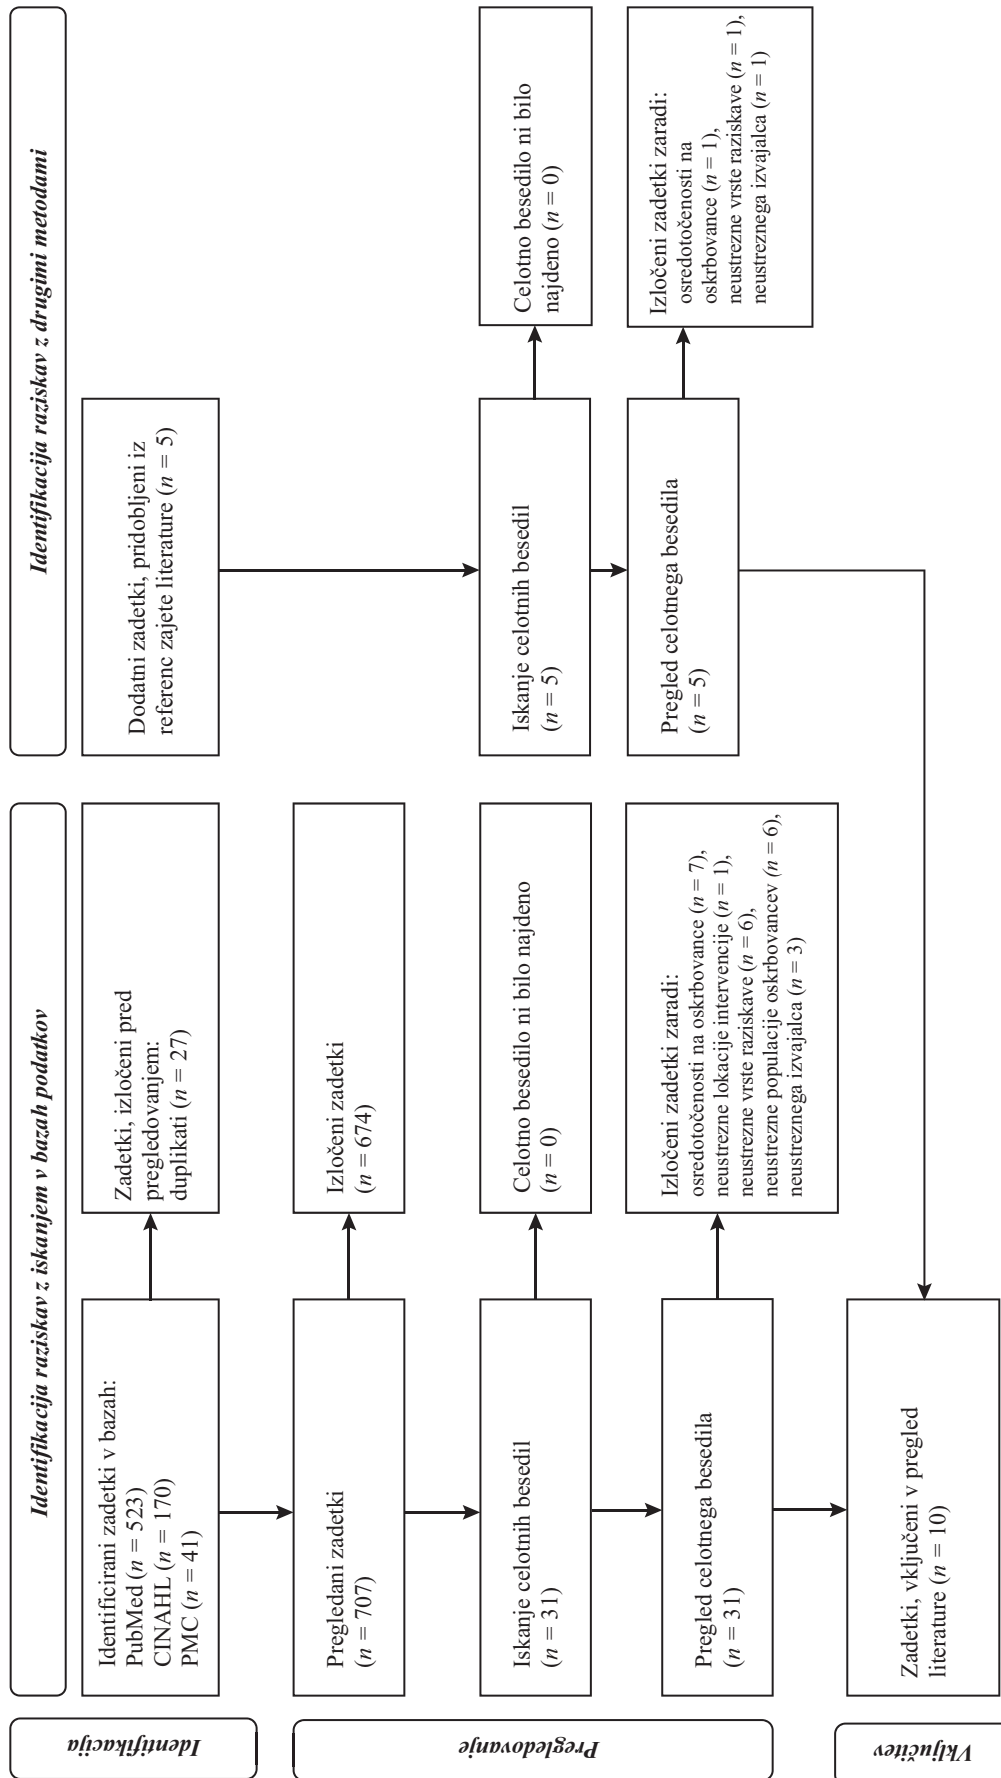 Identifikacija raziskav z iskanjem v bazah podatkov
Identifikacija raziskav z drugimi metodami
Identifikacija
Identificirani zadetki v bazah:
PubMed (n = 523)
CINAHL (n = 170)
PMC (n = 41)
Zadetki, izločeni pred
pregledovanjem:
duplikati (n = 27)
Dodatni zadetki, pridobljeni iz
referenc zajete literature (n = 5)
Pregledovanje
Pregledani zadetki
(n = 707)
Izločeni zadetki
(n = 674)
Iskanje celotnih besedil
(n = 31)
Celotno besedilo ni bilo najdeno
(n = 0)
Iskanje celotnih besedil
(n = 5)
Celotno besedilo ni bilo
najdeno (n = 0)
Pregled celotnega besedila
(n = 31)
Izločeni zadetki zaradi:
osredotočenosti na oskrbovance (n = 7),
neustrezne lokacije intervencije (n = 1),
neustrezne vrste raziskave (n = 6),
neustrezne populacije oskrbovancev (n = 6),
neustreznega izvajalca (n = 3)
Pregled celotnega besedila
(n = 5)
Izločeni zadetki zaradi:
osredotočenosti na
oskrbovance (n = 1),
neustrezne vrste raziskave (n = 1),
neustreznega izvajalca (n = 1)
Vključitev
Zadetki, vključeni v pregled
literature (n = 10)